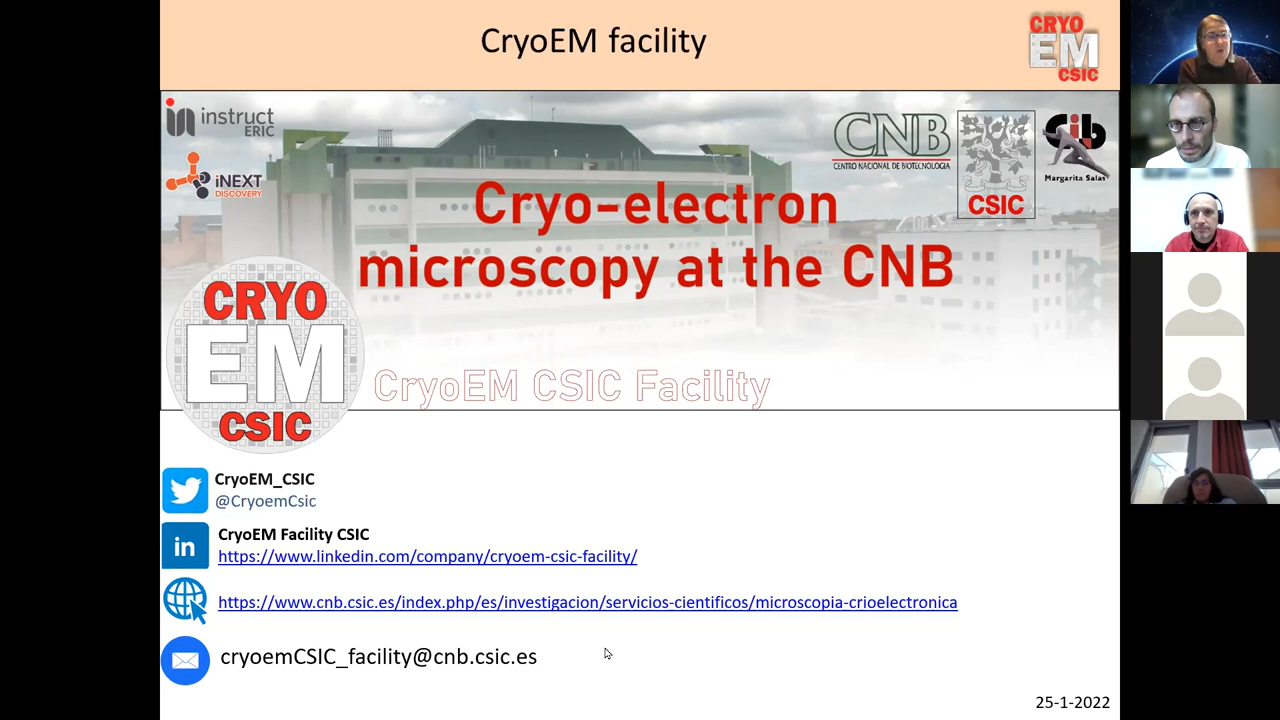 CryoEM facility
CRYO
EM
CSIC
instruct
ERIC
iNEXT
DISCOVERY
CNB
CENTRO NACIONAL DE BIOTECNOLOGIA
CSIC
Cib
Margarita Salas
Cryo-electron
microscopy at the CNB
CRYO
EM
CSIC
CryoEM CSIC Facility
CryoEM_CSIC
@CryoemCsic
in
CryoEM Facility CSIC
https://www.linkedin.com/company/cryoem-csic-facility/
https://www.cnb.csic.es/index.php/es/investigacion/servicios-cientificos/microscopia-crioelectronica
cryoemCSIC_facility@cnb.csic.es
25-1-2022